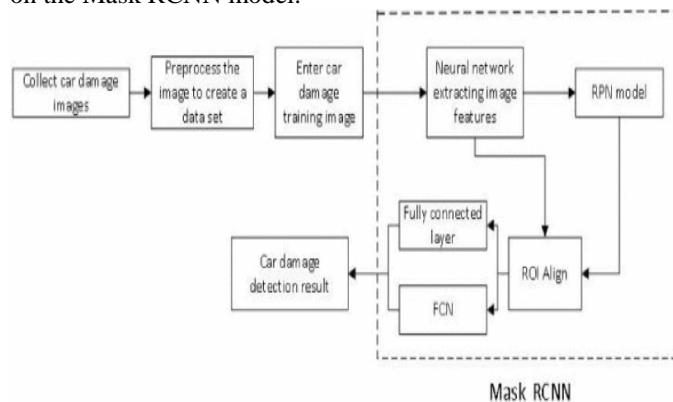 on the Mask RCNN model.
Collect car damage
images
Preprocess the
image to create a
data set
Enter car
damage
training image
Neural network
extracting image
features
RPN model
Fully connected
layer
Car damage
detection result
ROI Align
FCN
Mask RCNN